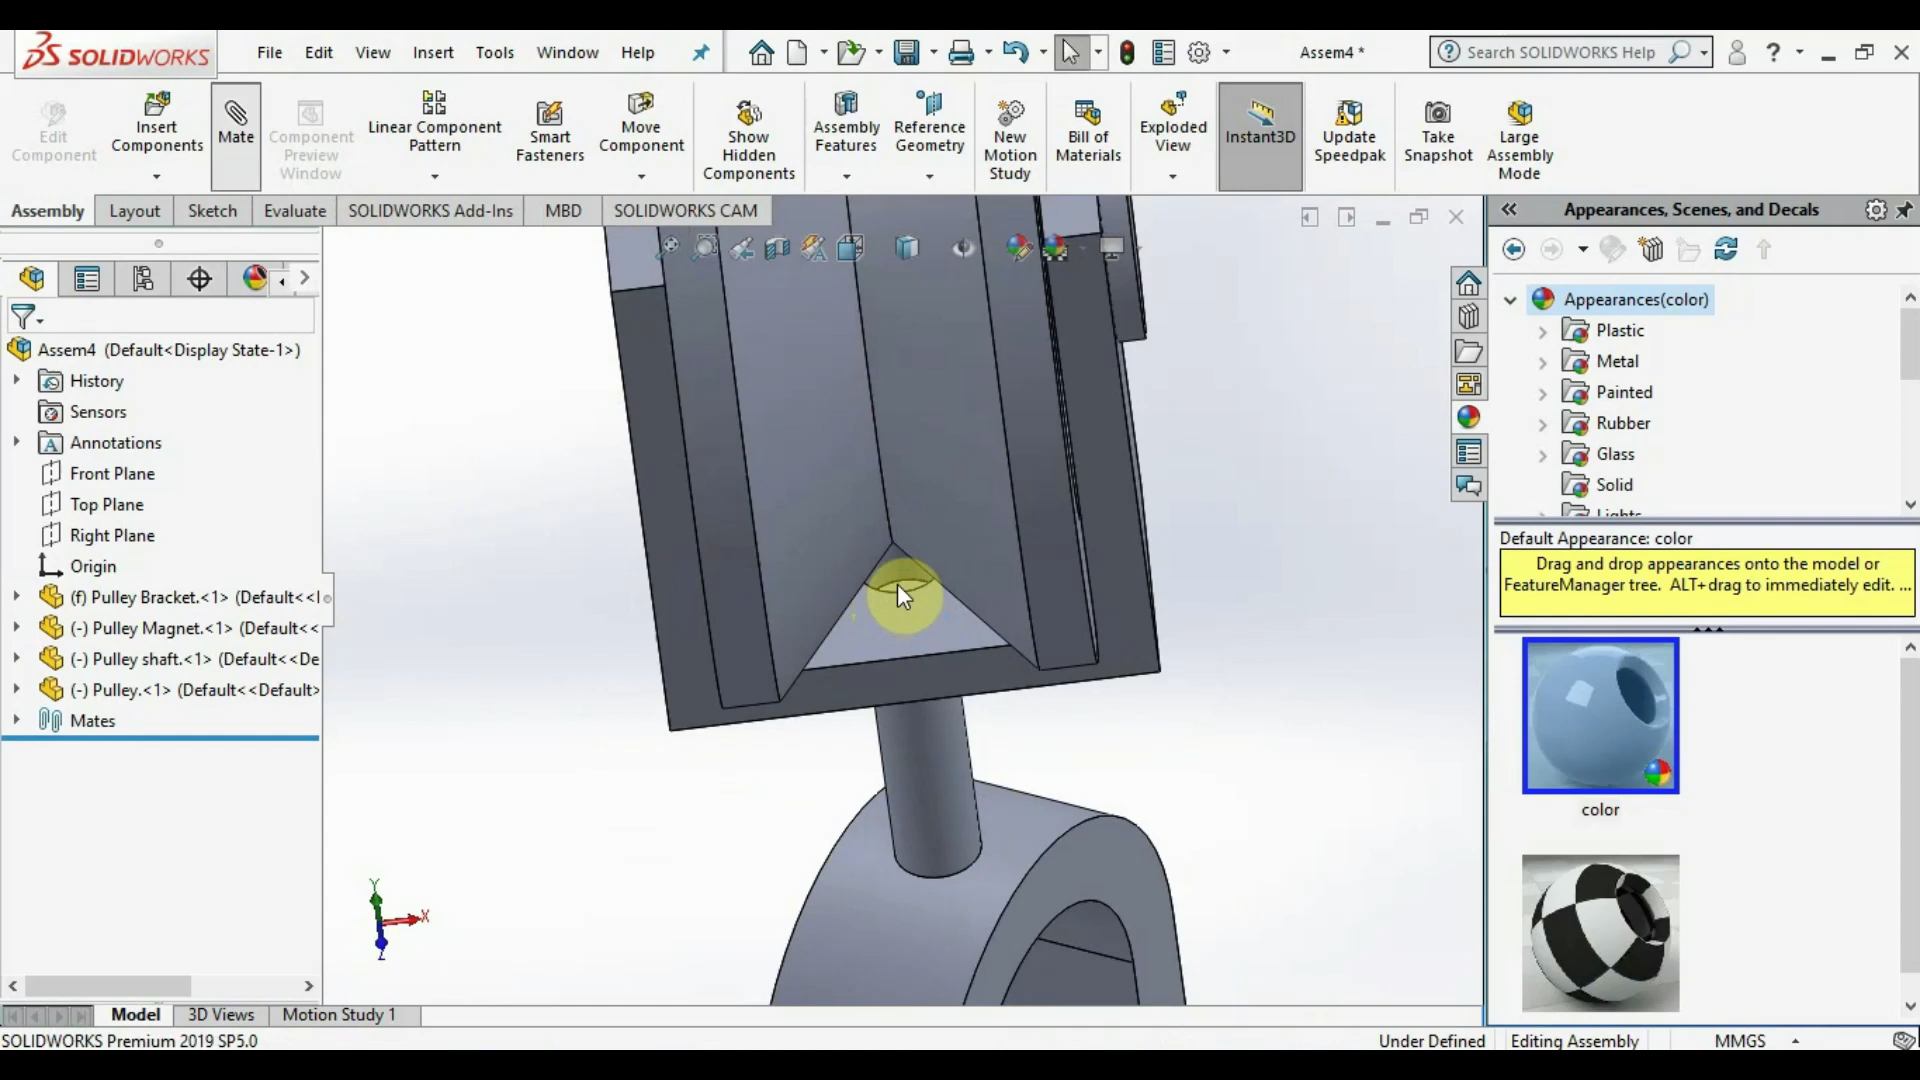 SOLIDWORKS File Edit View Insert Tools Window Help Assem4 * Search SOLIDWORKS Help ?
Edit
Component
Insert
Components
Mate
Component
Preview
Window
Linear Component
Pattern
Smart
Fasteners
Move
Component
Show
Hidden
Components
Assembly
Features
Reference
Geometry
New
Motion
Study
Bill of
Materials
Exploded
View
Instant3D
Update
Speedpak
Take
Snapshot
Large
Assembly
Mode
Assembly Layout Sketch Evaluate SOLIDWORKS Add-Ins MBD SOLIDWORKS CAM
Assem4 (Default<Display State-1>)
History
Sensors
Annotations
Front Plane
Top Plane
Right Plane
Origin
(f) Pulley Bracket.<1> (Default<<
(-) Pulley Magnet.<1> (Default<<
(-) Pulley shaft.<1> (Default<<De
(-) Pulley.<1> (Default<<Default>
Mates
Y
X
Z
Appearances, Scenes, and Decals
Appearances(color)
Plastic
Metal
Painted
Rubber
Glass
Solid
Lights
Default Appearance: color
Drag and drop appearances onto the model or
FeatureManager tree. ALT+drag to immediately edit. ...
color
Model 3D Views Motion Study 1
SOLIDWORKS Premium 2019 SP5.0 Under Defined Editing Assembly MMGS